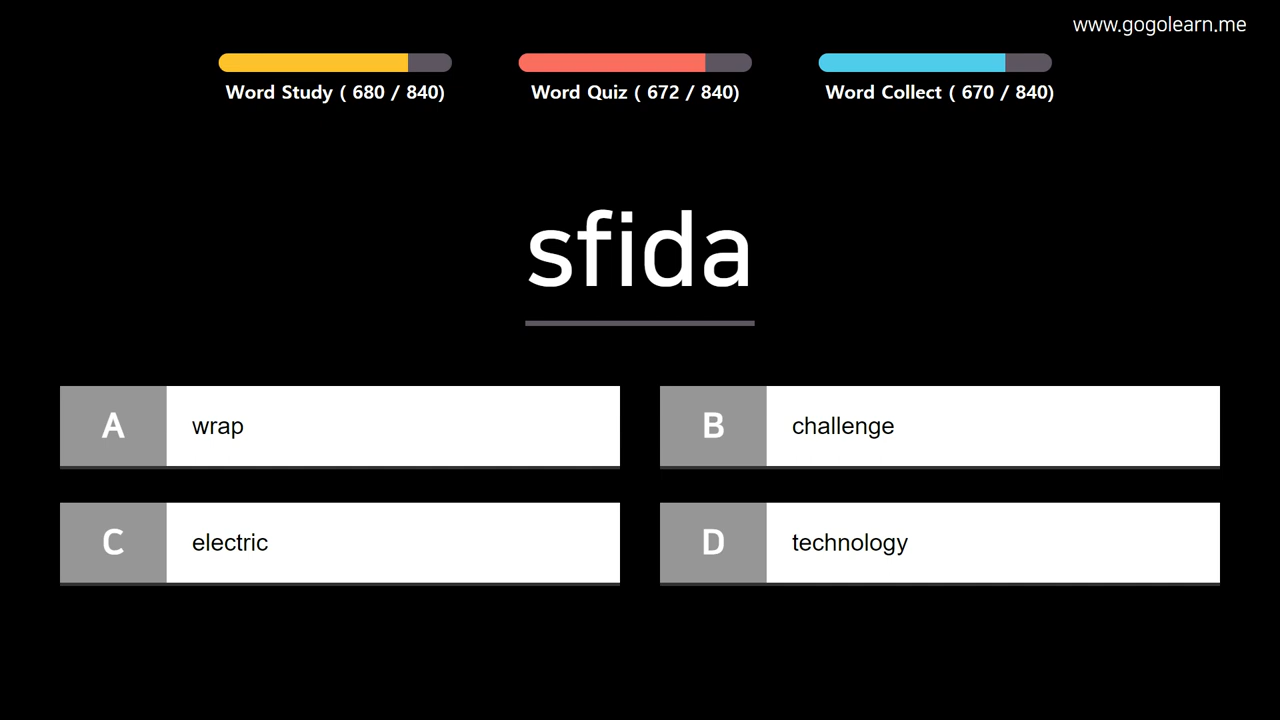 www.gogolearn.me
Word Study ( 680 / 840)
Word Quiz ( 672 / 840)
Word Collect ( 670 / 840)
sfida
A wrap
B challenge
C electric
D technology